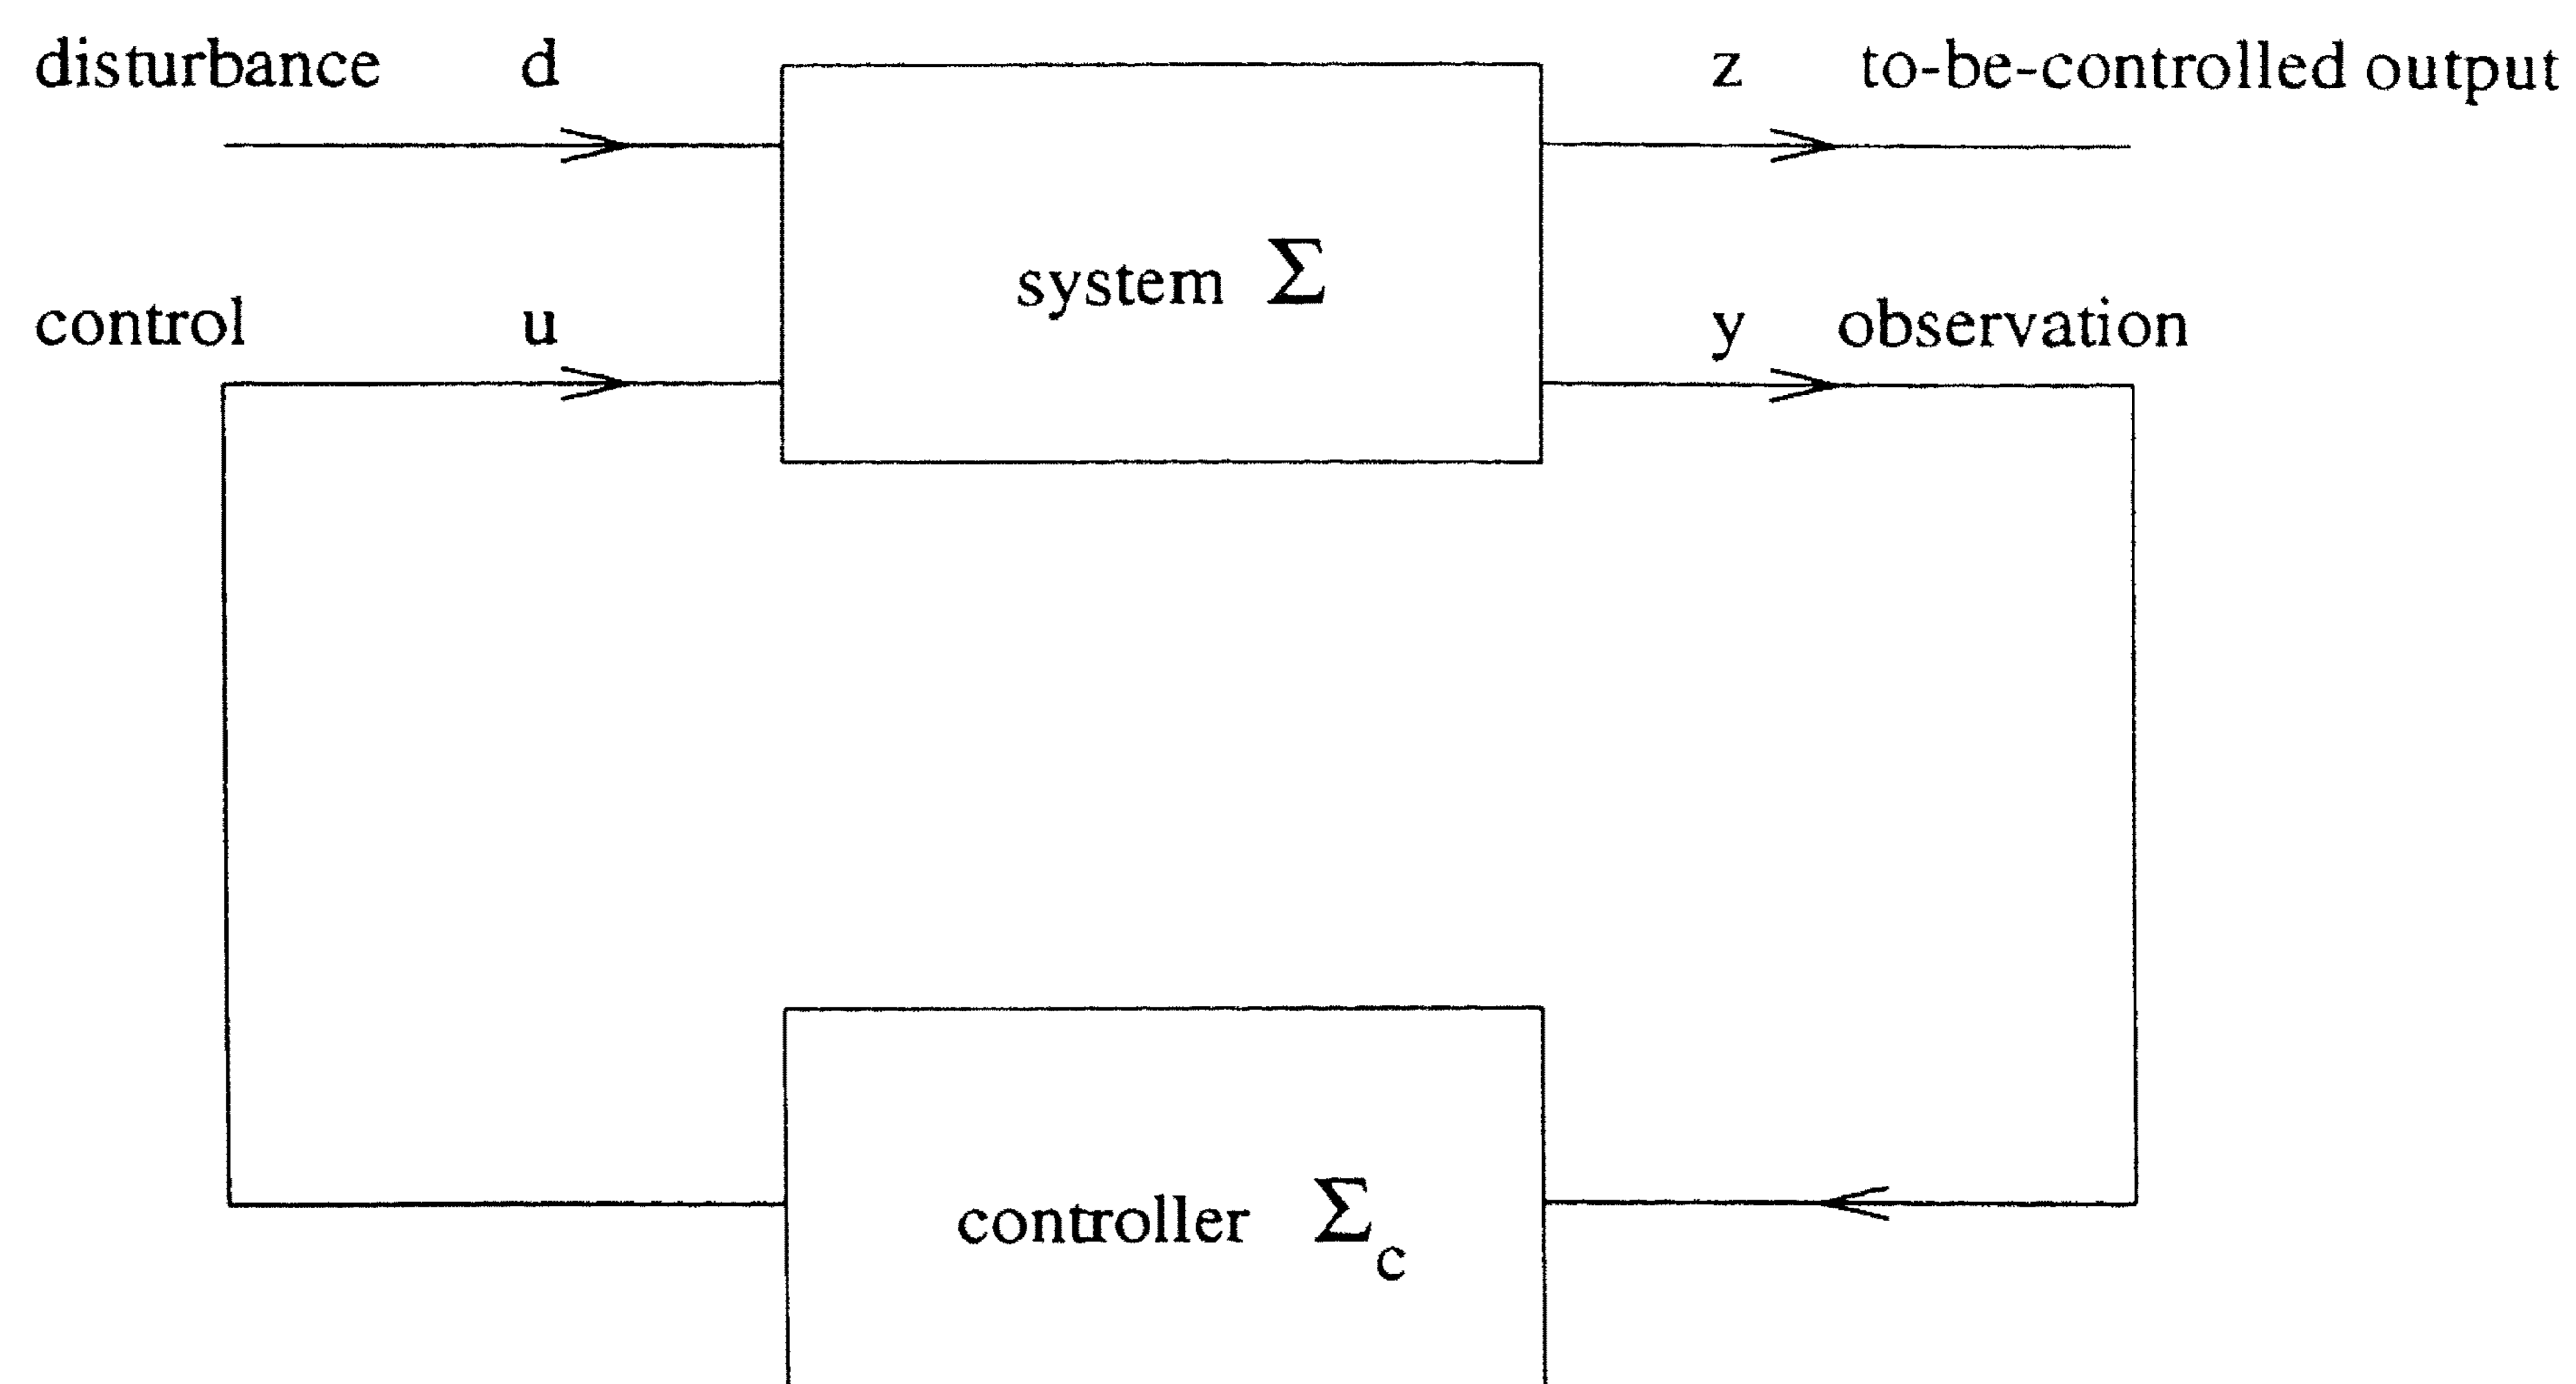 disturbance d
z to-be-controlled output
system Σ
control u
y observation
controller Σc